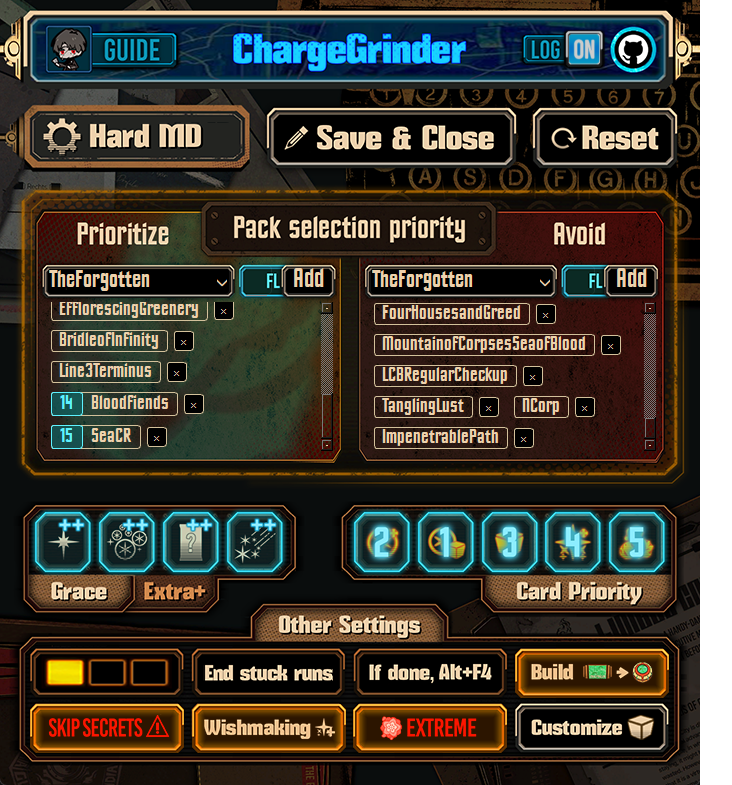 GUIDE ChargeGrinder LOG ON
Hard MD Save & Close Reset
Prioritize Pack selection priority Avoid
TheForgotten FL Add TheForgotten FL Add
EfflorescingGreenery x FourHousesandGreed x
BridleofInfinity x MountainofCorpsesSeaofBlood x
Line3Terminus x LCBRegularCheckup x
14 Bloodfiends x TanglingLust x NCorp x
15 SeaCR x ImpenetrablePath x
++ ++ ++ ++ 2 1 3 4 5
Grace Extra+ Card Priority
Other Settings
End stuck runs If done, Alt+F4 Build
SKIP SECRETS Wishmaking EXTREME Customize